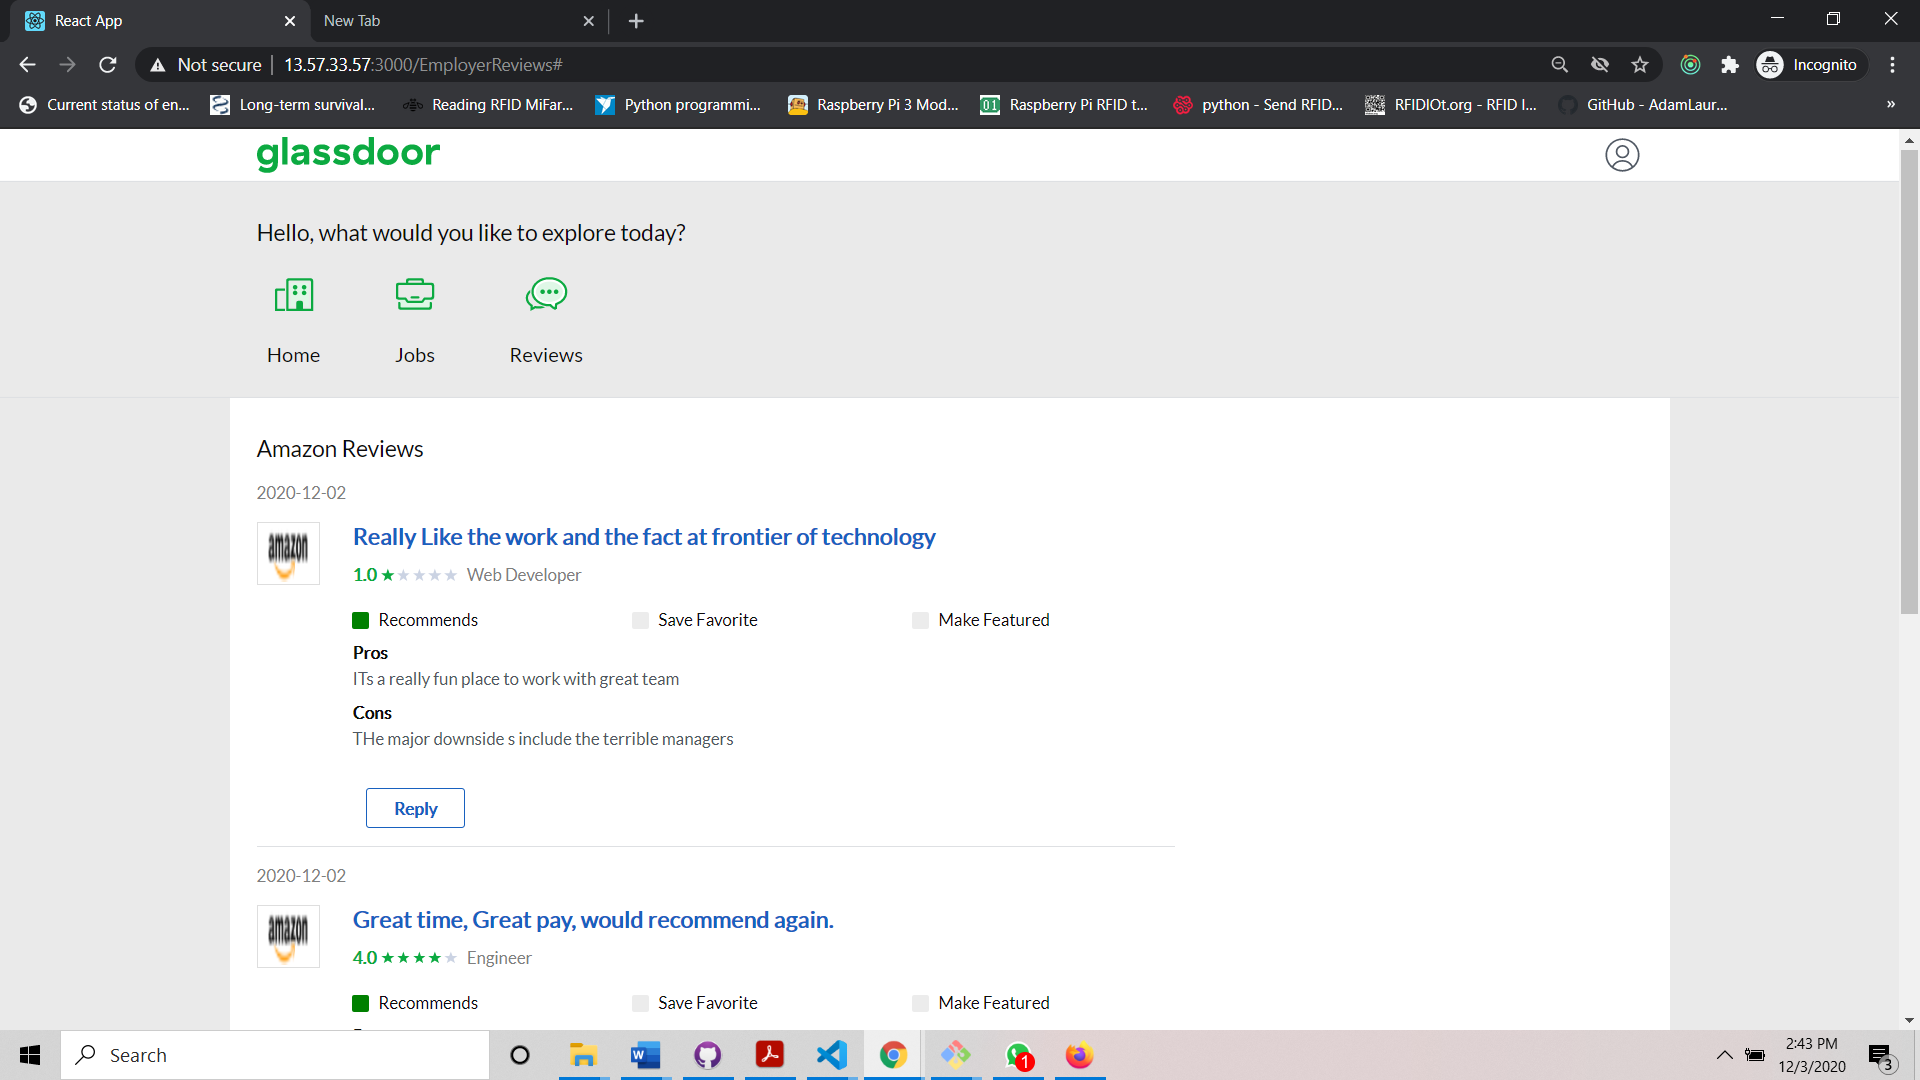 React App
New Tab
Not secure
13.57.33.57:3000/EmployerReviews#
Incognito
Current status of en...
Long-term survival...
Reading RFID MiFar...
Python programmi...
Raspberry Pi 3 Mod...
Raspberry Pi RFID t...
python - Send RFID...
RFIDIOt.org - RFID I...
GitHub - AdamLaur...
»
glassdoor
Hello, what would you like to explore today?
Home
Jobs
Reviews
Amazon Reviews
2020-12-02
amazon
Really Like the work and the fact at frontier of technology
1.0 ★★★★★ Web Developer
Recommends
Save Favorite
Make Featured
Pros
ITs a really fun place to work with great team
Cons
THe major downside s include the terrible managers
Reply
2020-12-02
amazon
Great time, Great pay, would recommend again.
4.0 ★★★★★ Engineer
Recommends
Save Favorite
Make Featured
Search
1
2:43 PM
12/3/2020
3